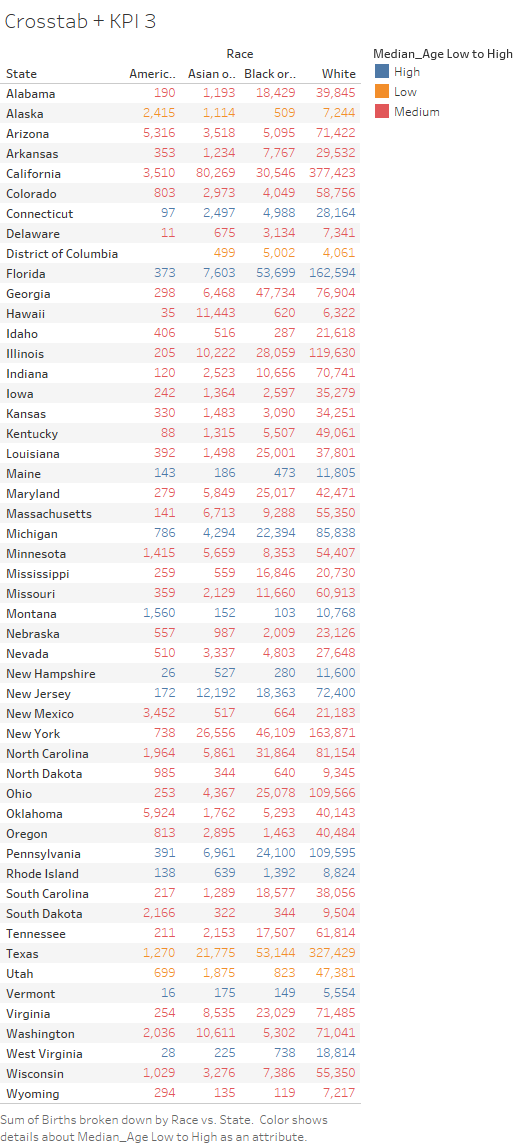 Crosstab + KPI 3
Race
State Americ.. Asian o.. Black or.. White
Alabama 190 1,193 18,429 39,845
Alaska 2,415 1,114 509 7,244
Arizona 5,316 3,518 5,095 71,422
Arkansas 353 1,234 7,767 29,532
California 3,510 80,269 30,546 377,423
Colorado 803 2,973 4,049 58,756
Connecticut 97 2,497 4,988 28,164
Delaware 11 675 3,134 7,341
District of Columbia 499 5,002 4,061
Florida 373 7,603 53,699 162,594
Georgia 298 6,468 47,734 76,904
Hawaii 35 11,443 620 6,322
Idaho 406 516 287 21,618
Illinois 205 10,222 28,059 119,630
Indiana 120 2,523 10,656 70,741
Iowa 242 1,364 2,597 35,279
Kansas 330 1,483 3,090 34,251
Kentucky 88 1,315 5,507 49,061
Louisiana 392 1,498 25,001 37,801
Maine 143 186 473 11,805
Maryland 279 5,849 25,017 42,471
Massachusetts 141 6,713 9,288 55,350
Michigan 786 4,294 22,394 85,838
Minnesota 1,415 5,659 8,353 54,407
Mississippi 259 559 16,846 20,730
Missouri 359 2,129 11,660 60,913
Montana 1,560 152 103 10,768
Nebraska 557 987 2,009 23,126
Nevada 510 3,337 4,803 27,648
New Hampshire 26 527 280 11,600
New Jersey 172 12,192 18,363 72,400
New Mexico 3,452 517 664 21,183
New York 738 26,556 46,109 163,871
North Carolina 1,964 5,861 31,864 81,154
North Dakota 985 344 640 9,345
Ohio 253 4,367 25,078 109,566
Oklahoma 5,924 1,762 5,293 40,143
Oregon 813 2,895 1,463 40,484
Pennsylvania 391 6,961 24,100 109,595
Rhode Island 138 639 1,392 8,824
South Carolina 217 1,289 18,577 38,056
South Dakota 2,166 322 344 9,504
Tennessee 211 2,153 17,507 61,814
Texas 1,270 21,775 53,144 327,429
Utah 699 1,875 823 47,381
Vermont 16 175 149 5,554
Virginia 254 8,535 23,029 71,485
Washington 2,036 10,611 5,302 71,041
West Virginia 28 225 738 18,814
Wisconsin 1,029 3,276 7,386 55,350
Wyoming 294 135 119 7,217
Median_Age Low to High
High
Low
Medium
Sum of Births broken down by Race vs. State. Color shows
details about Median_Age Low to High as an attribute.